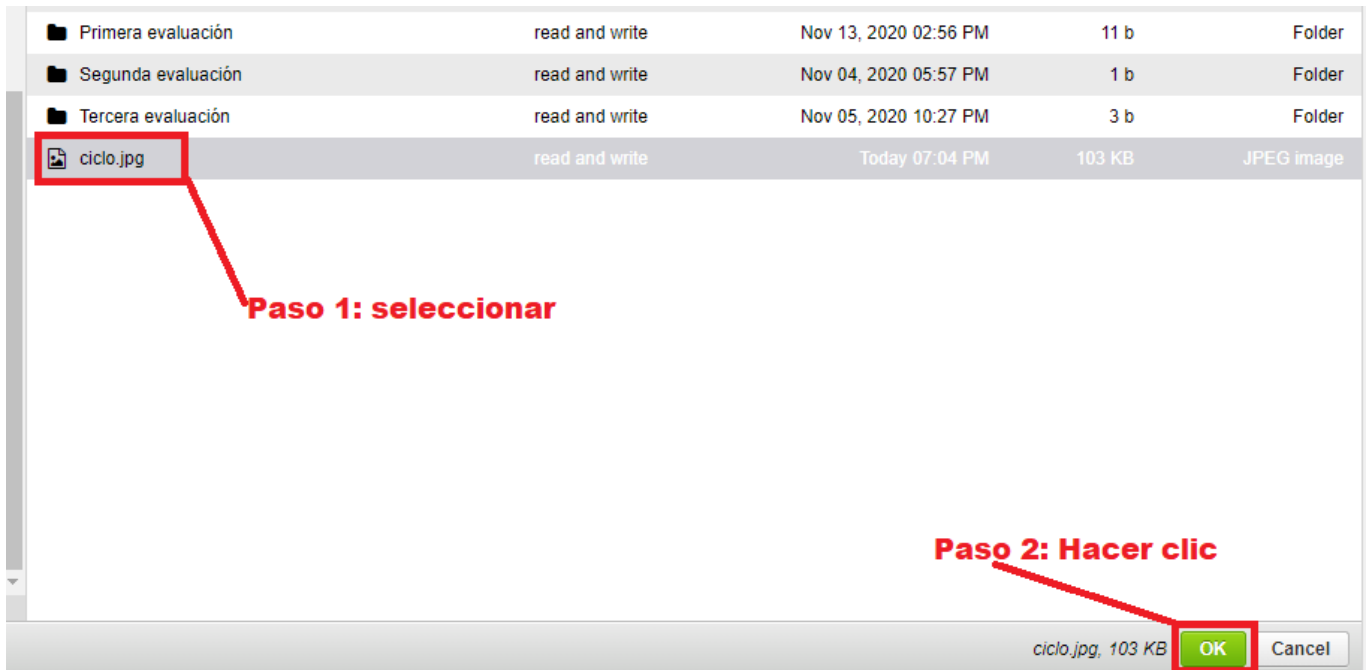 Primera evaluación read and write Nov 13, 2020 02:56 PM 11 b Folder
Segunda evaluación read and write Nov 04, 2020 05:57 PM 1 b Folder
Tercera evaluación read and write Nov 05, 2020 10:27 PM 3 b Folder
ciclo.jpg read and write Today 07:04 PM 103 KB JPEG image
Paso 1: seleccionar
Paso 2: Hacer clic
ciclo.jpg, 103 KB OK Cancel